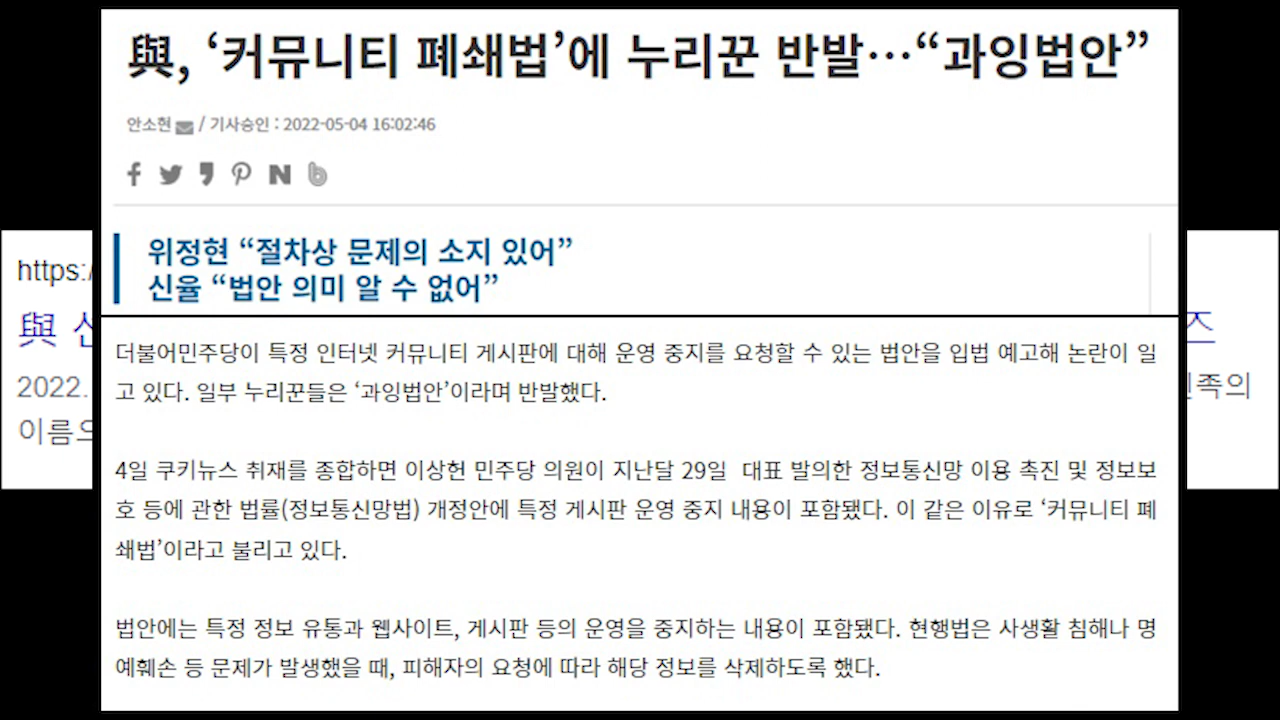 與, ‘커뮤니티 폐쇄법’에 누리꾼 반발…“과잉법안”
안소현 / 기사승인 : 2022-05-04 16:02:46
위정현 “절차상 문제의 소지 있어”
신율 “법안 의미 알 수 없어”
더불어민주당이 특정 인터넷 커뮤니티 게시판에 대해 운영 중지를 요청할 수 있는 법안을 입법 예고해 논란이 일
고 있다. 일부 누리꾼들은 ‘과잉법안’이라며 반발했다.
4일 쿠키뉴스 취재를 종합하면 이상헌 민주당 의원이 지난달 29일 대표 발의한 정보통신망 이용 촉진 및 정보보
호 등에 관한 법률(정보통신망법) 개정안에 특정 게시판 운영 중지 내용이 포함됐다. 이 같은 이유로 ‘커뮤니티 폐
쇄법’이라고 불리고 있다.
법안에는 특정 정보 유통과 웹사이트, 게시판 등의 운영을 중지하는 내용이 포함됐다. 현행법은 사생활 침해나 명
예훼손 등 문제가 발생했을 때, 피해자의 요청에 따라 해당 정보를 삭제하도록 했다.
https:/
與
2022.
이름으
즈
족의